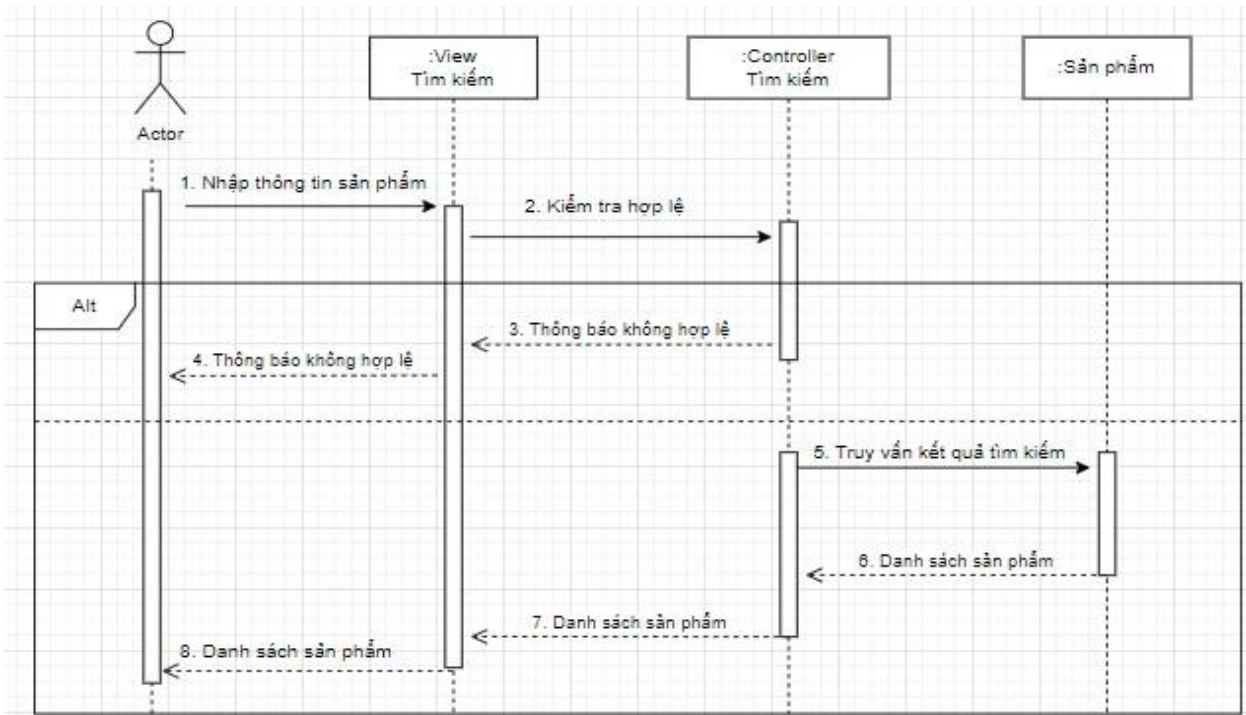 :View
Tìm kiếm
:Controller
Tìm kiếm
:Sản phẩm
Actor
1. Nhập thông tin sản phẩm
2. Kiểm tra hợp lệ
Alt
3. Thông báo không hợp lệ
4. Thông báo không hợp lệ
5. Truy vấn kết quả tìm kiếm
6. Danh sách sản phẩm
7. Danh sách sản phẩm
8. Danh sách sản phẩm